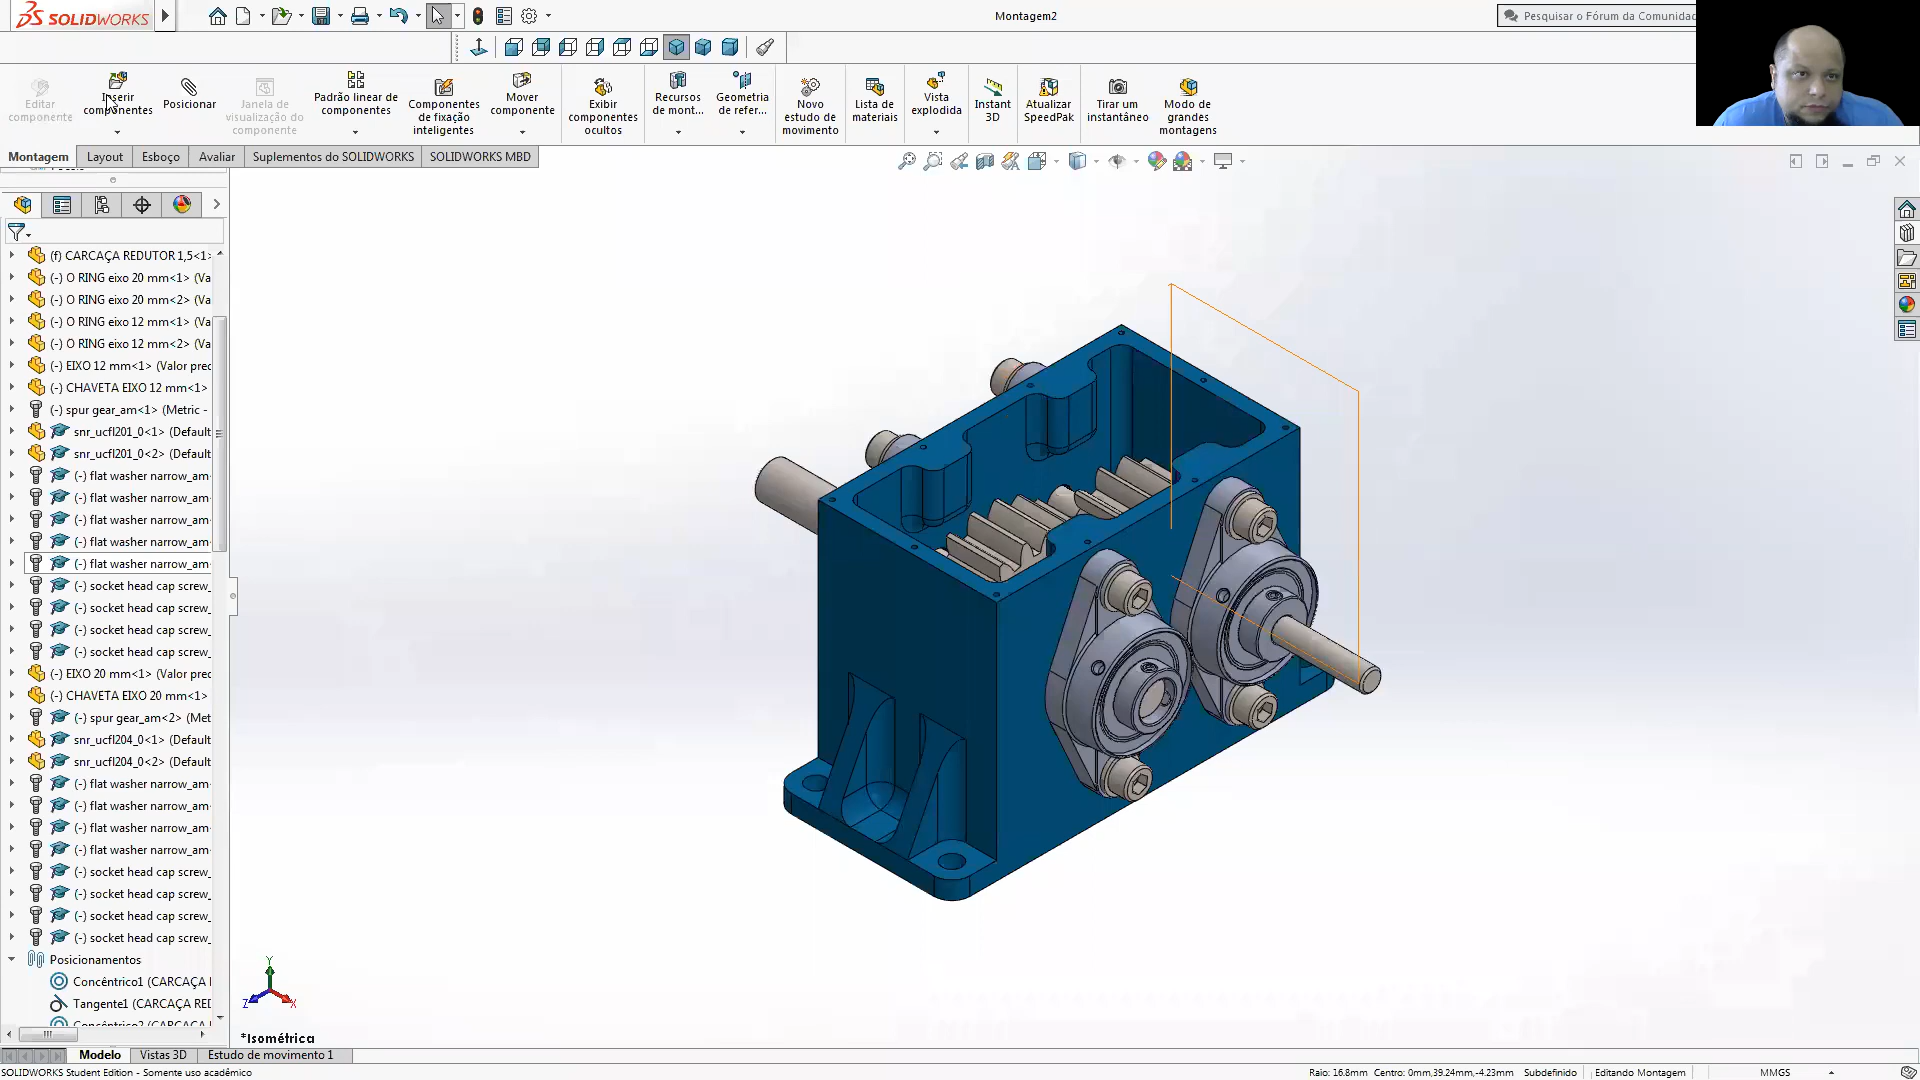 SOLIDWORKS
Montagem2
Pesquisar o Fórum da Comunidad
Editar componente
Inserir componentes
Posicionar
Janela de visualização do componente
Padrão linear de componentes
Componentes de fixação inteligentes
Mover componente
Exibir componentes ocultos
Recursos de mont...
Geometria de refer...
Novo estudo de movimento
Lista de materiais
Vista explodida
Instant 3D
Atualizar SpeedPak
Tirar um instantâneo
Modo de grandes montagens
Montagem
Layout
Esboço
Avaliar
Suplementos do SOLIDWORKS
SOLIDWORKS MBD
(f) CARCAÇA REDUTOR 1,5<1>
(-) O RING eixo 20 mm<1> (Va
(-) O RING eixo 20 mm<2> (Va
(-) O RING eixo 12 mm<1> (Va
(-) O RING eixo 12 mm<2> (Va
(-) EIXO 12 mm<1> (Valor prec
(-) CHAVETA EIXO 12 mm<1>
(-) spur gear_am<1> (Metric -
snr_ucfl201_0<1> (Default
snr_ucfl201_0<2> (Default
(-) flat washer narrow_am
(-) flat washer narrow_am
(-) flat washer narrow_am
(-) flat washer narrow_am
(-) flat washer narrow_am
(-) socket head cap screw_
(-) socket head cap screw_
(-) socket head cap screw_
(-) socket head cap screw_
(-) EIXO 20 mm<1> (Valor prec
(-) CHAVETA EIXO 20 mm<1>
(-) spur gear_am<2> (Met
snr_ucfl204_0<1> (Default
snr_ucfl204_0<2> (Default
(-) flat washer narrow_am
(-) flat washer narrow_am
(-) flat washer narrow_am
(-) flat washer narrow_am
(-) socket head cap screw_
(-) socket head cap screw_
(-) socket head cap screw_
(-) socket head cap screw_
Posicionamentos
Concêntrico1 (CARCAÇA
Tangente1 (CARCAÇA RED
Concêntrico2 (CARCAÇA
Y
Z
X
*Isométrica
Modelo
Vistas 3D
Estudo de movimento 1
SOLIDWORKS Student Edition - Somente uso acadêmico
Raio: 16.8mm Centro: 0mm,39.24mm,-4.23mm
Subdefinido
Editando Montagem
MMGS